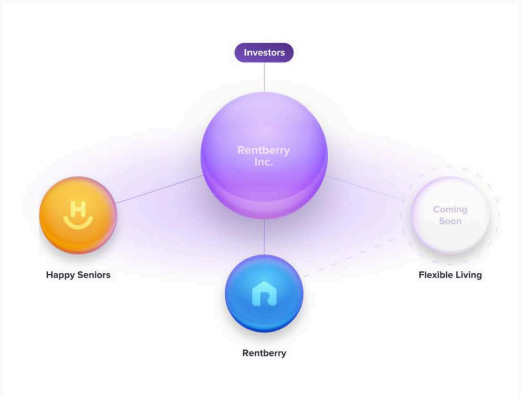 Investors
Rentberry
Inc.
H
Coming
Soon
Happy Seniors
Flexible Living
R
Rentberry